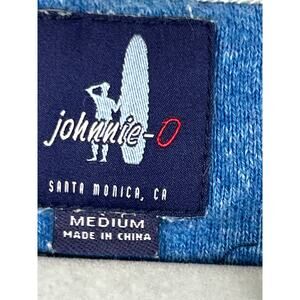 johnnie-O
SANTA MONICA, CA
MEDIUM
MADE IN CHINA